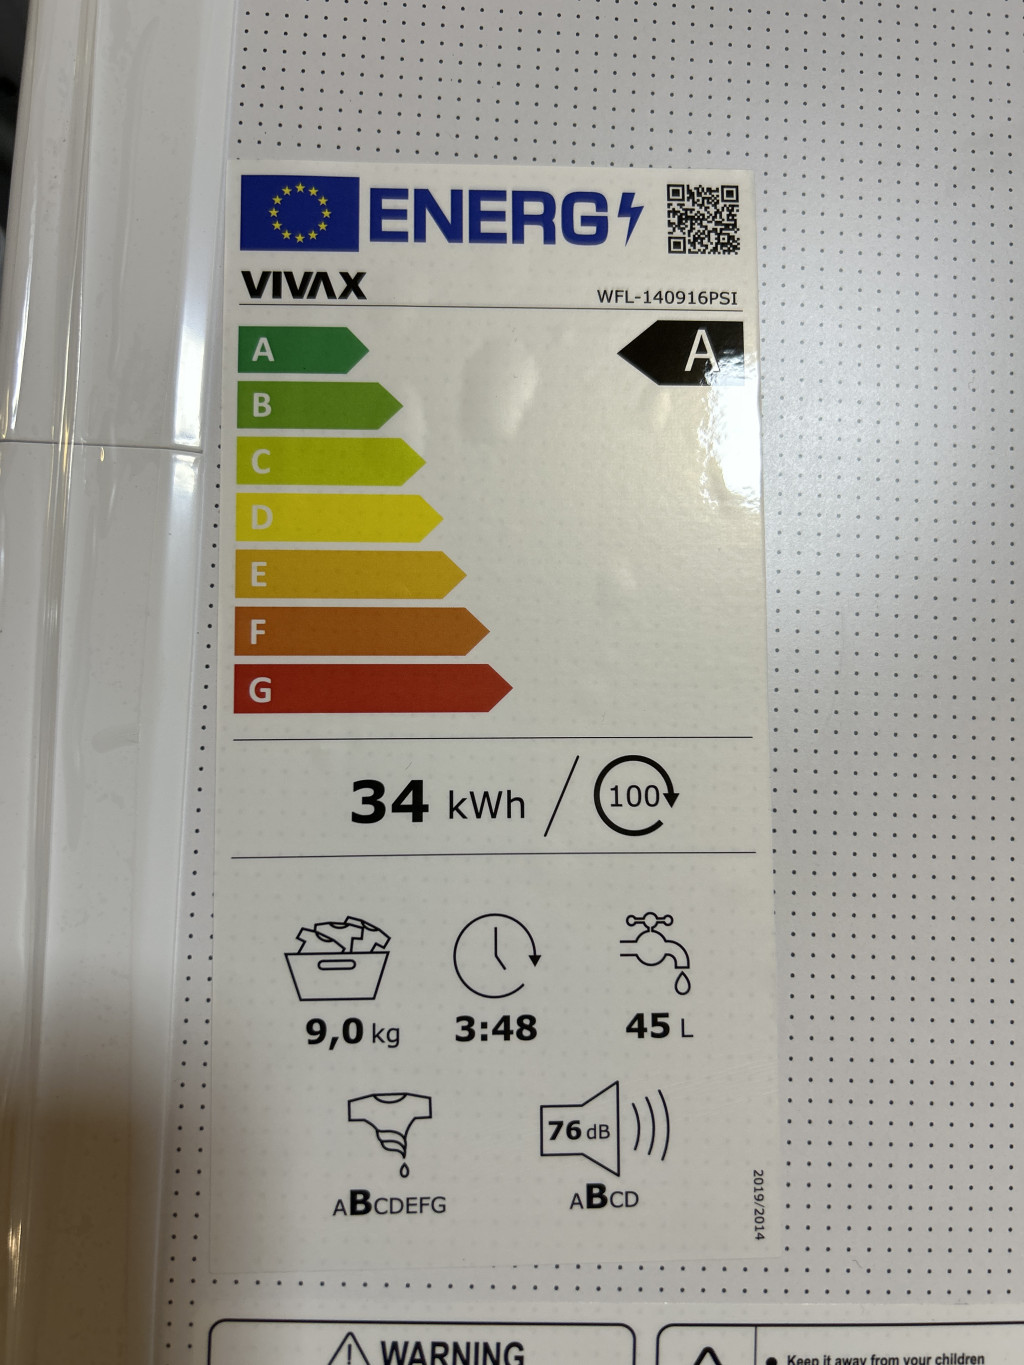 ENERG
VIVAX
WFL-140916PSI
A
A
B
C
D
E
F
G
34 kWh / 100
9,0 kg
3:48
45 L
76 dB
ABCDEFG
ABCD
2019/2014
WARNING
Keep it away from your children